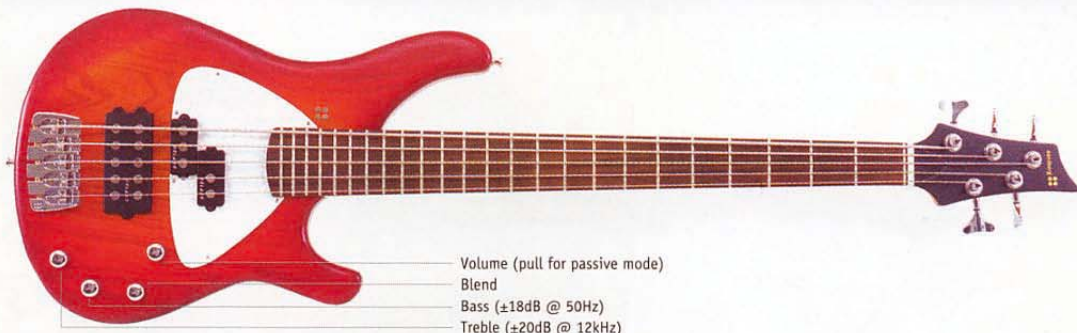 Volume (pull for passive mode)
Blend
Bass (±18dB @ 50Hz)
Treble (±20dB @ 12kHz)